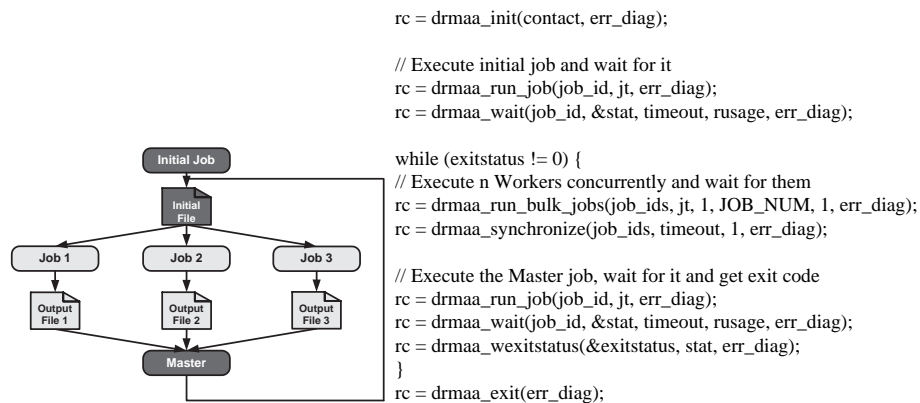 Initial Job
Initial
File
Job 1
Job 2
Job 3
Output
File 1
Output
File 2
Output
File 3
Master
rc = drmaa_init(contact, err_diag);
// Execute initial job and wait for it
rc = drmaa_run_job(job_id, jt, err_diag);
rc = drmaa_wait(job_id, &stat, timeout, rusage, err_diag);
while (exitstatus != 0) {
// Execute n Workers concurrently and wait for them
rc = drmaa_run_bulk_jobs(job_ids, jt, 1, JOB_NUM, 1, err_diag);
rc = drmaa_synchronize(job_ids, timeout, 1, err_diag);
// Execute the Master job, wait for it and get exit code
rc = drmaa_run_job(job_id, jt, err_diag);
rc = drmaa_wait(job_id, &stat, timeout, rusage, err_diag);
rc = drmaa_wexitstatus(&exitstatus, stat, err_diag);
}
rc = drmaa_exit(err_diag);